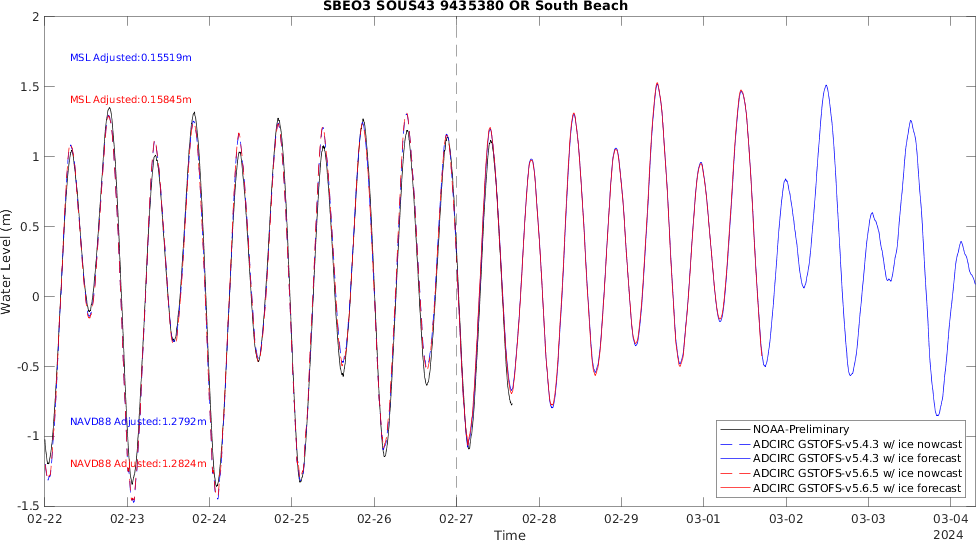 SBEO3 SOUS43 9435380 OR South Beach
2
1.5
1
0.5
0
-0.5
-1
-1.5
Water Level (m)
MSL Adjusted:0.15519m
MSL Adjusted:0.15845m
NAVD88 Adjusted:1.2792m
NAVD88 Adjusted:1.2824m
NOAA-Preliminary
ADCIRC GSTOFS-v5.4.3 w/ ice nowcast
ADCIRC GSTOFS-v5.4.3 w/ ice forecast
ADCIRC GSTOFS-v5.6.5 w/ ice nowcast
ADCIRC GSTOFS-v5.6.5 w/ ice forecast
02-22 02-23 02-24 02-25 02-26 02-27 02-28 02-29 03-01 03-02 03-03 03-04
Time
2024